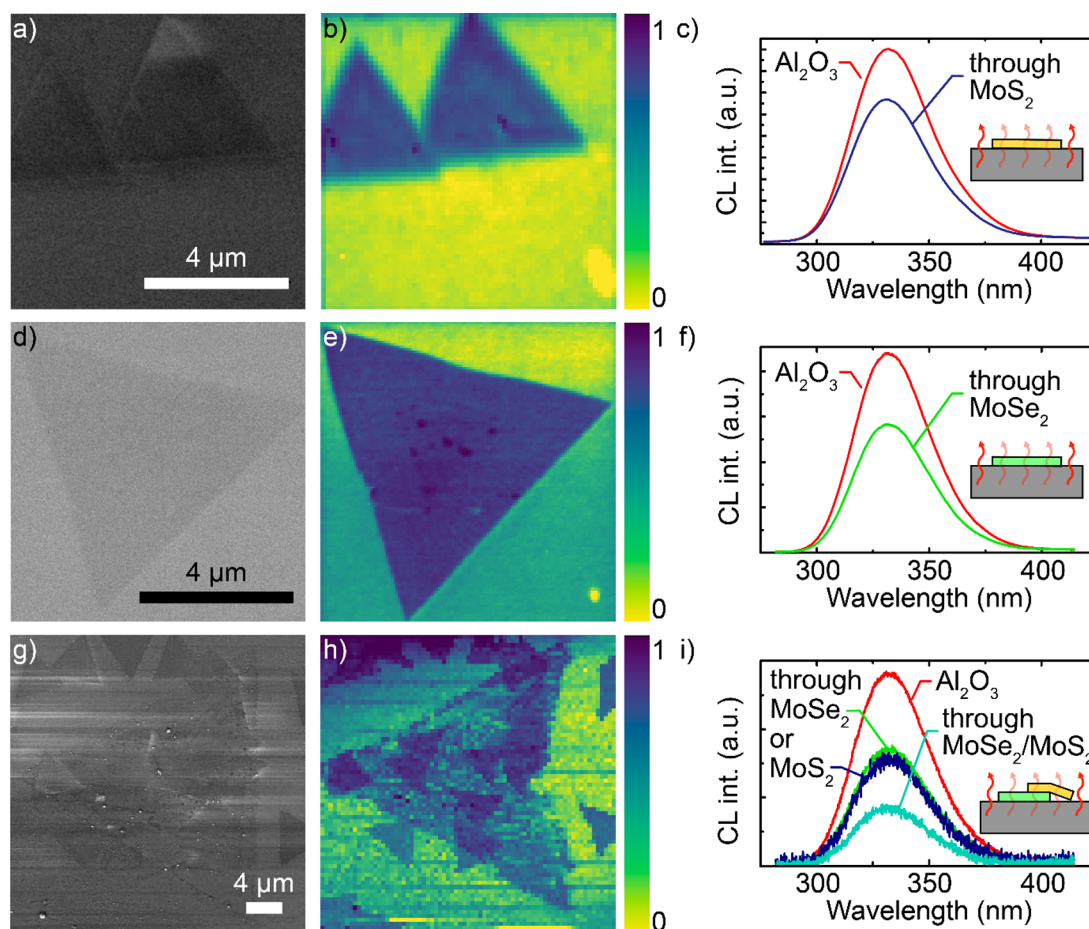 a)
4 µm
b)
1
0
c)
CL int. (a.u.)
Al₂O₃
through
MoS₂
300
350
400
Wavelength (nm)
d)
4 µm
e)
1
0
f)
CL int. (a.u.)
Al₂O₃
through
MoSe₂
300
350
400
Wavelength (nm)
g)
4 µm
h)
1
0
i)
CL int. (a.u.)
through
MoSe₂
or
MoS₂
Al₂O₃
through
MoSe₂/MoS₂
300
350
400
Wavelength (nm)